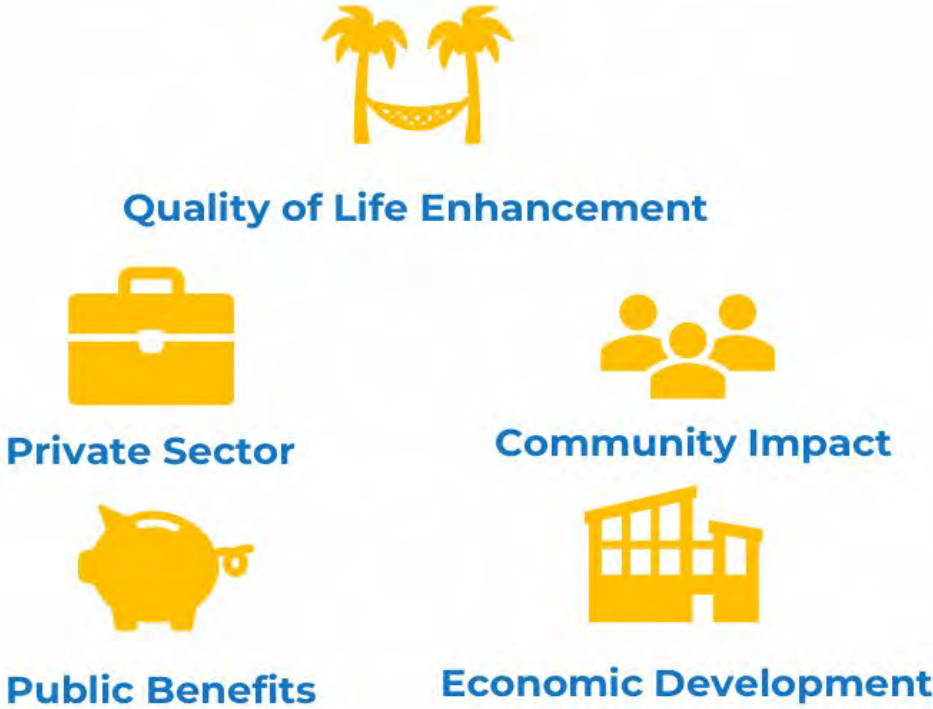 Quality of Life Enhancement
Private Sector
Community Impact
Public Benefits
Economic Development